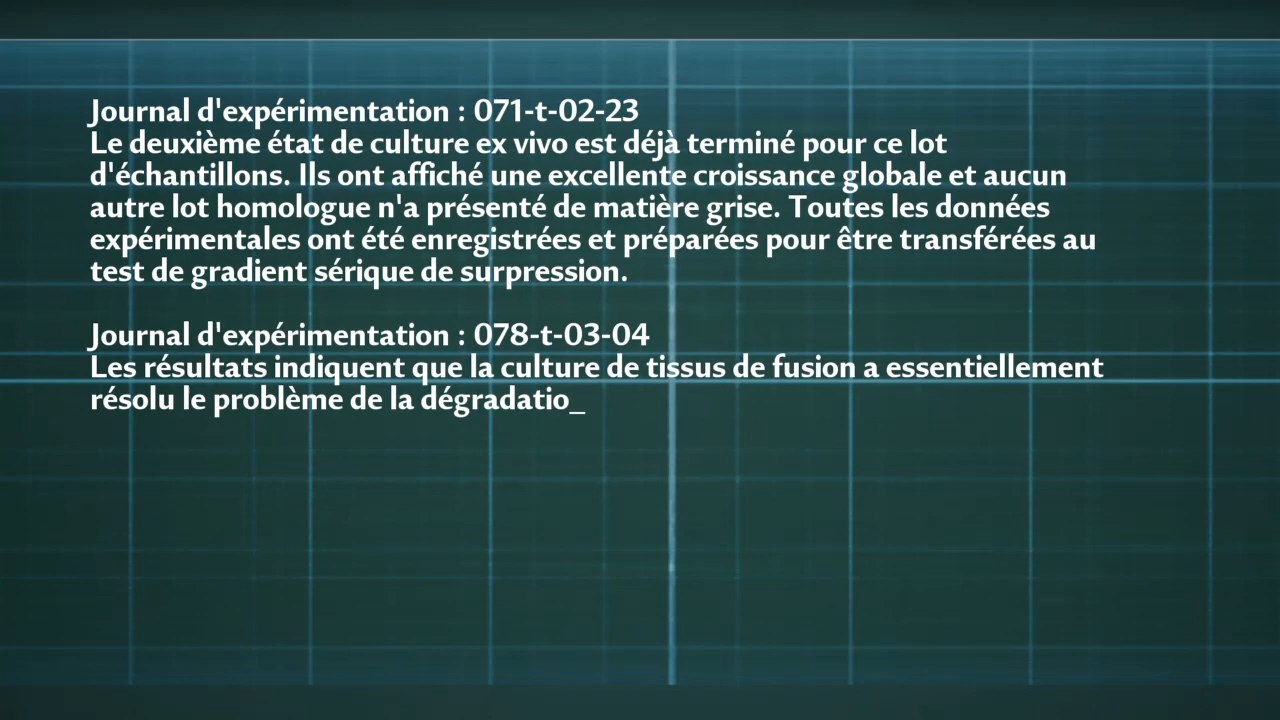 Journal d'expérimentation : 071-t-02-23
Le deuxième état de culture ex vivo est déjà terminé pour ce lot
d'échantillons. Ils ont affiché une excellente croissance globale et aucun
autre lot homologue n'a présenté de matière grise. Toutes les données
expérimentales ont été enregistrées et préparées pour être transférées au
test de gradient sérique de surpression.
Journal d'expérimentation : 078-t-03-04
Les résultats indiquent que la culture de tissus de fusion a essentiellement
résolu le problème de la dégradatio_